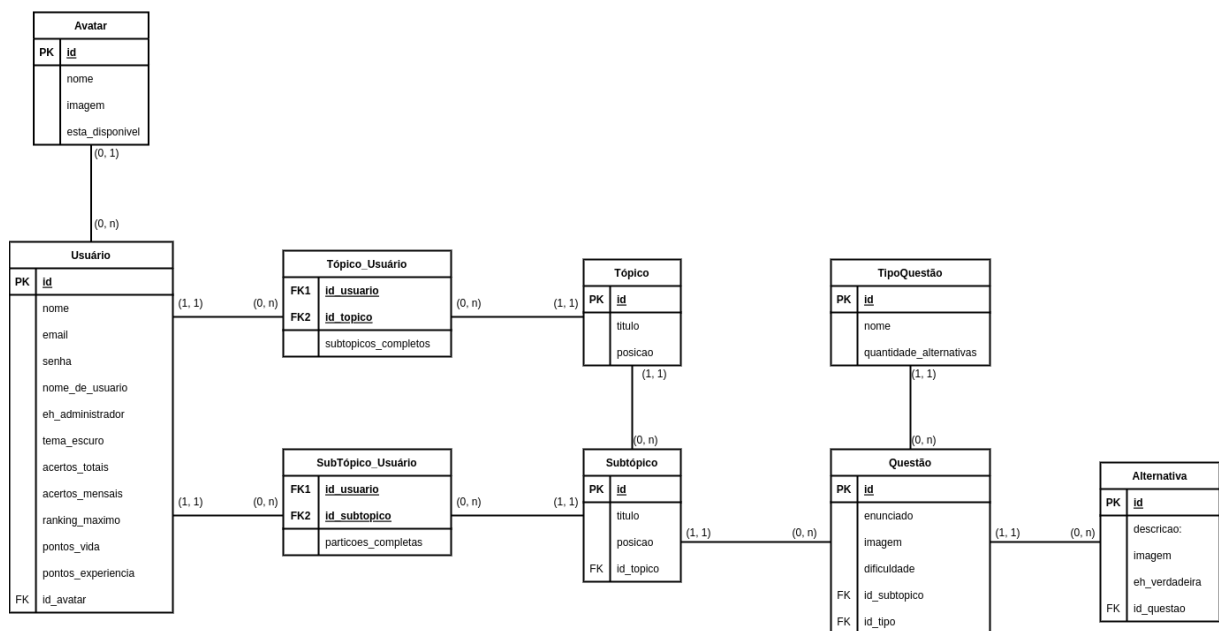 Avatar
PK id
nome
imagem
esta_disponivel
(0, 1)
(0, n)
Usuário
PK id
nome
email
senha
nome_de_usuario
eh_administrador
tema_escuro
acertos_totais
acertos_mensais
ranking_maximo
pontos_vida
pontos_experiencia
FK id_avatar
(1, 1)
(0, n)
Tópico_Usuário
FK1 id_usuario
FK2 id_topico
subtopicos_completos
(0, n)
(1, 1)
Tópico
PK id
titulo
posicao
(1, 1)
(0, n)
TipoQuestão
PK id
nome
quantidade_alternativas
(1, 1)
(0, n)
(1, 1)
(0, n)
SubTópico_Usuário
FK1 id_usuario
FK2 id_subtopico
particoes_completas
(0, n)
(1, 1)
Subtópico
PK id
titulo
posicao
FK id_topico
(1, 1)
(0, n)
Questão
PK id
enunciado
imagem
dificuldade
FK id_subtopico
FK id_tipo
(1, 1)
(0, n)
Alternativa
PK id
descricao:
imagem
eh_verdadeira
FK id_questao